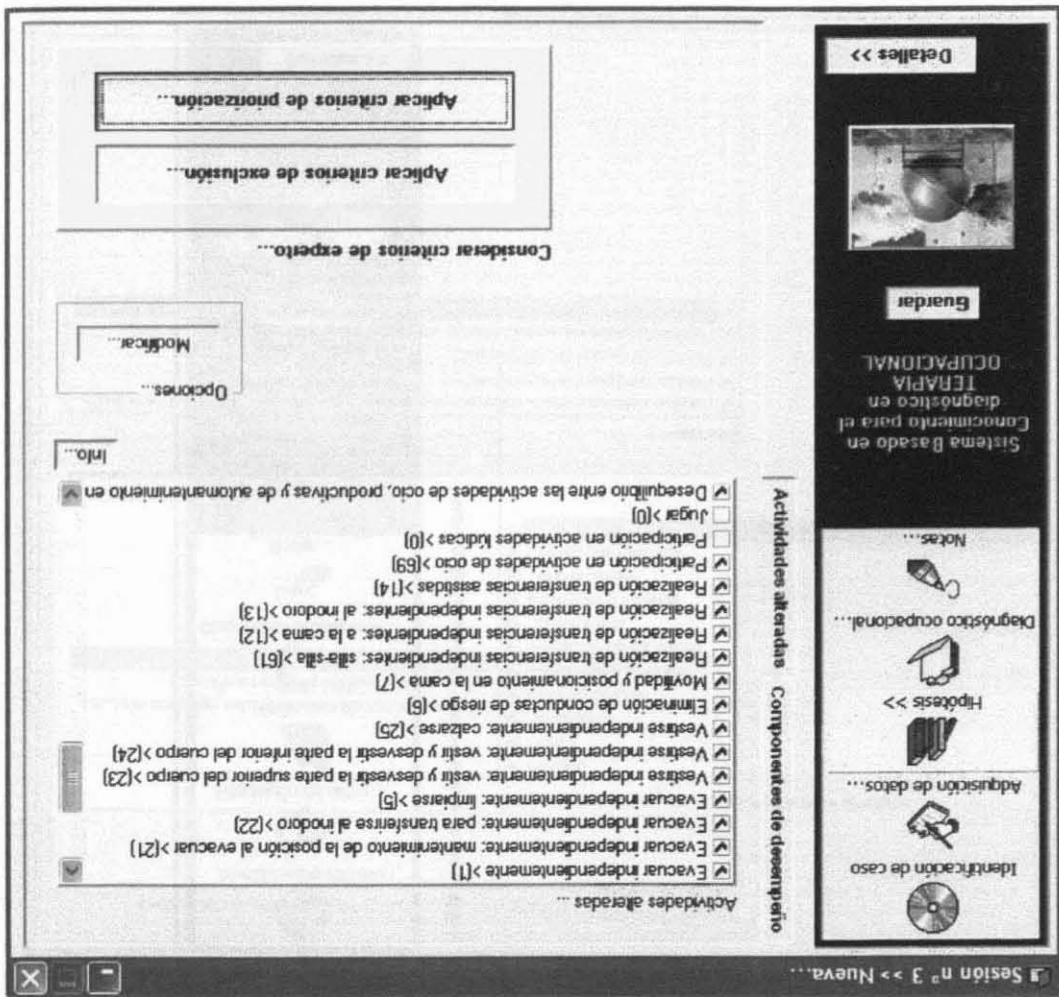 Sesión nº 3 >> Nueva...
Identificación de caso
Adquisición de datos...
Hipótesis >>
Diagnóstico ocupacional...
Notas...
Sistema Basado en
Conocimiento para el
diagnóstico en
TERAPIA
OCUPACIONAL
Guardar
Detalles >>
Actividades alteradas
Componentes de desempeño
Actividades alteradas ...
Evacuar independientemente >(1)
Evacuar independientemente: mantenimiento de la posición al evacuar >(21)
Evacuar independientemente: para transferirse al inodoro >(22)
Evacuar independientemente: limpiarse >(5)
Vestirse independientemente: vestir y desvestir la parte superior del cuerpo >(23)
Vestirse independientemente: vestir y desvestir la parte inferior del cuerpo >(24)
Vestirse independientemente: calzarse >(25)
Eliminación de conductas de riesgo >(6)
Movilidad y posicionamiento en la cama >(7)
Realización de transferencias independientes: silla-silla >(61)
Realización de transferencias independientes: a la cama >(12)
Realización de transferencias independientes: al inodoro >(13)
Realización de transferencias asistidas >(14)
Participación en actividades de ocio >(69)
Participación en actividades lúdicas >(0)
Jugar >(0)
Desequilibrio entre las actividades de ocio, productivas y de automantenimiento en
Info...
Opciones...
Modificar...
Considerar criterios de experto...
Aplicar criterios de exclusión...
Aplicar criterios de priorización...